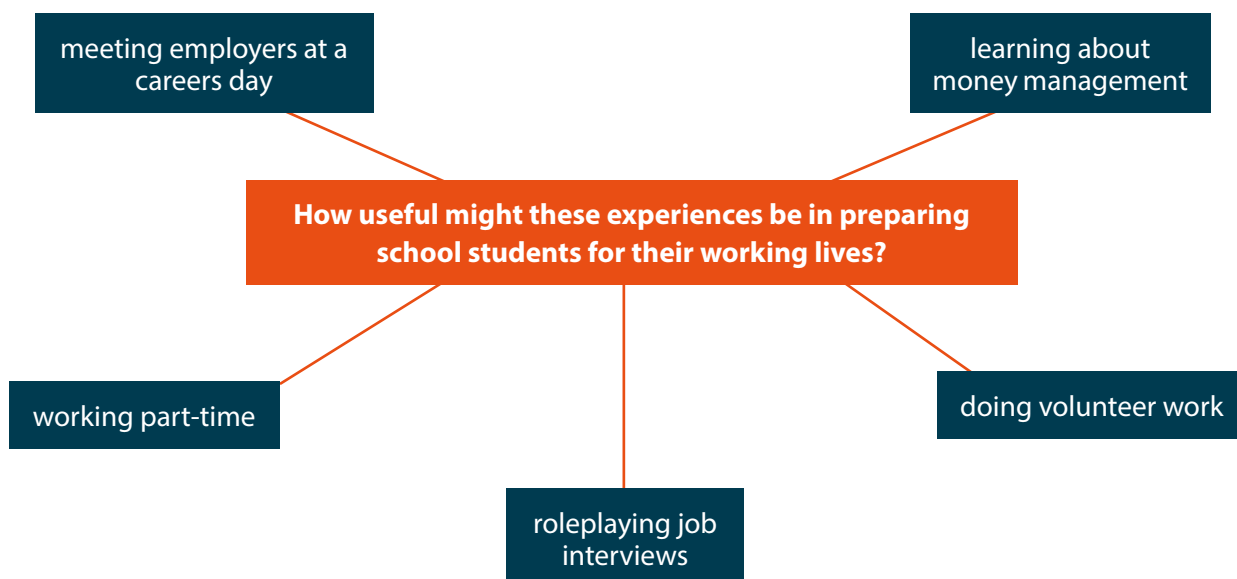 meeting employers at a
careers day
learning about
money management
How useful might these experiences be in preparing
school students for their working lives?
working part-time
doing volunteer work
roleplaying job
interviews